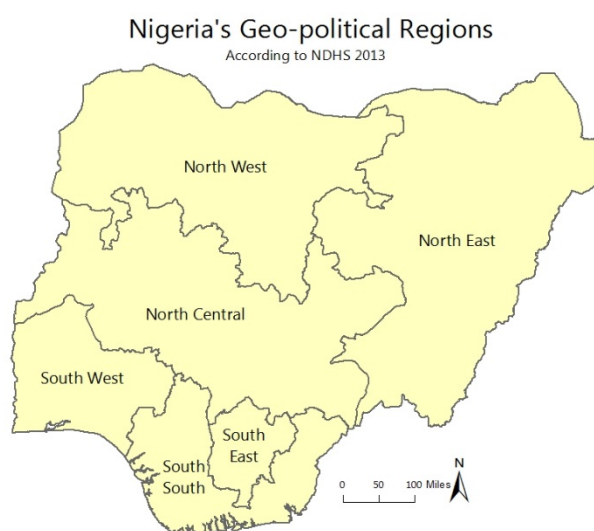 Nigeria's Geo-political Regions
According to NDHS 2013
North West
North East
North Central
South West
South
East
South
South
N
0 50 100 Miles